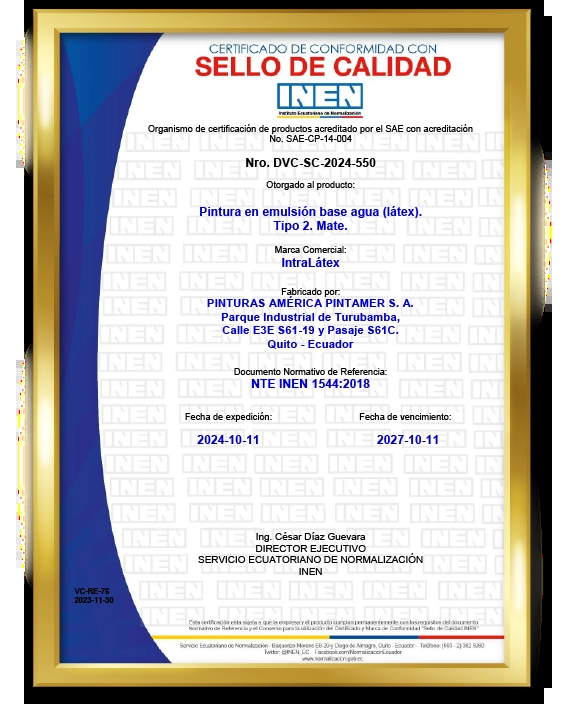 CERTIFICADO DE CONFORMIDAD CON
SELLO DE CALIDAD
INEN
Instituto Ecuatoriano de Normalización
Organismo de certificación de productos acreditado por el SAE con acreditación
No. SAE-CP-14-004
Nro. DVC-SC-2024-550
Otorgado al producto:
Pintura en emulsión base agua (látex).
Tipo 2. Mate.
Marca Comercial:
IntraLátex
Fabricado por:
PINTURAS AMÉRICA PINTAMER S. A.
Parque Industrial de Turubamba,
Calle E3E S61-19 y Pasaje S61C.
Quito - Ecuador
Documento Normativo de Referencia:
NTE INEN 1544:2018
Fecha de expedición: Fecha de vencimiento:
2024-10-11 2027-10-11
Ing. César Díaz Guevara
DIRECTOR EJECUTIVO
SERVICIO ECUATORIANO DE NORMALIZACIÓN
INEN
VC-RE-76
2023-11-30
Esta certificación está sujeta a que la empresa y el producto cumplan permanentemente con los requisitos del documento
Normativo de Referencia y el Convenio para la utilización del Certificado y Marca de Conformidad "Sello de Calidad INEN"
Servicio Ecuatoriano de Normalización - Baquerizo Moreno E8-29 y Diego de Almagro, Quito - Ecuador - Teléfono: (593 - 2) 382 5960
Twitter: @INEN_EC Facebook.com/NormalizacionEcuador
www.normalizacion.gob.ec